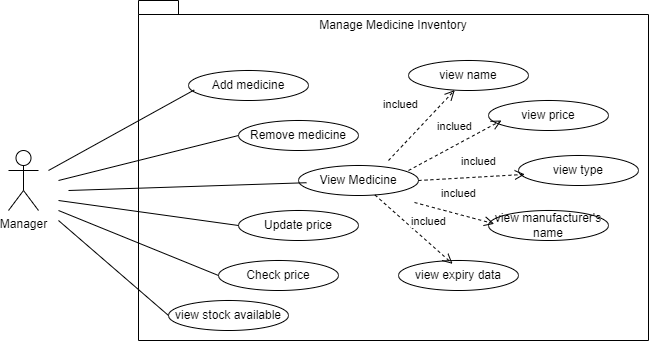 Manage Medicine Inventory
view name
Add medicine
inclued
view price
inclued
Remove medicine
inclued
view type
View Medicine
inclued
Manager
view manufacturer's
name
Update price
inclued
Check price
view expiry data
view stock available